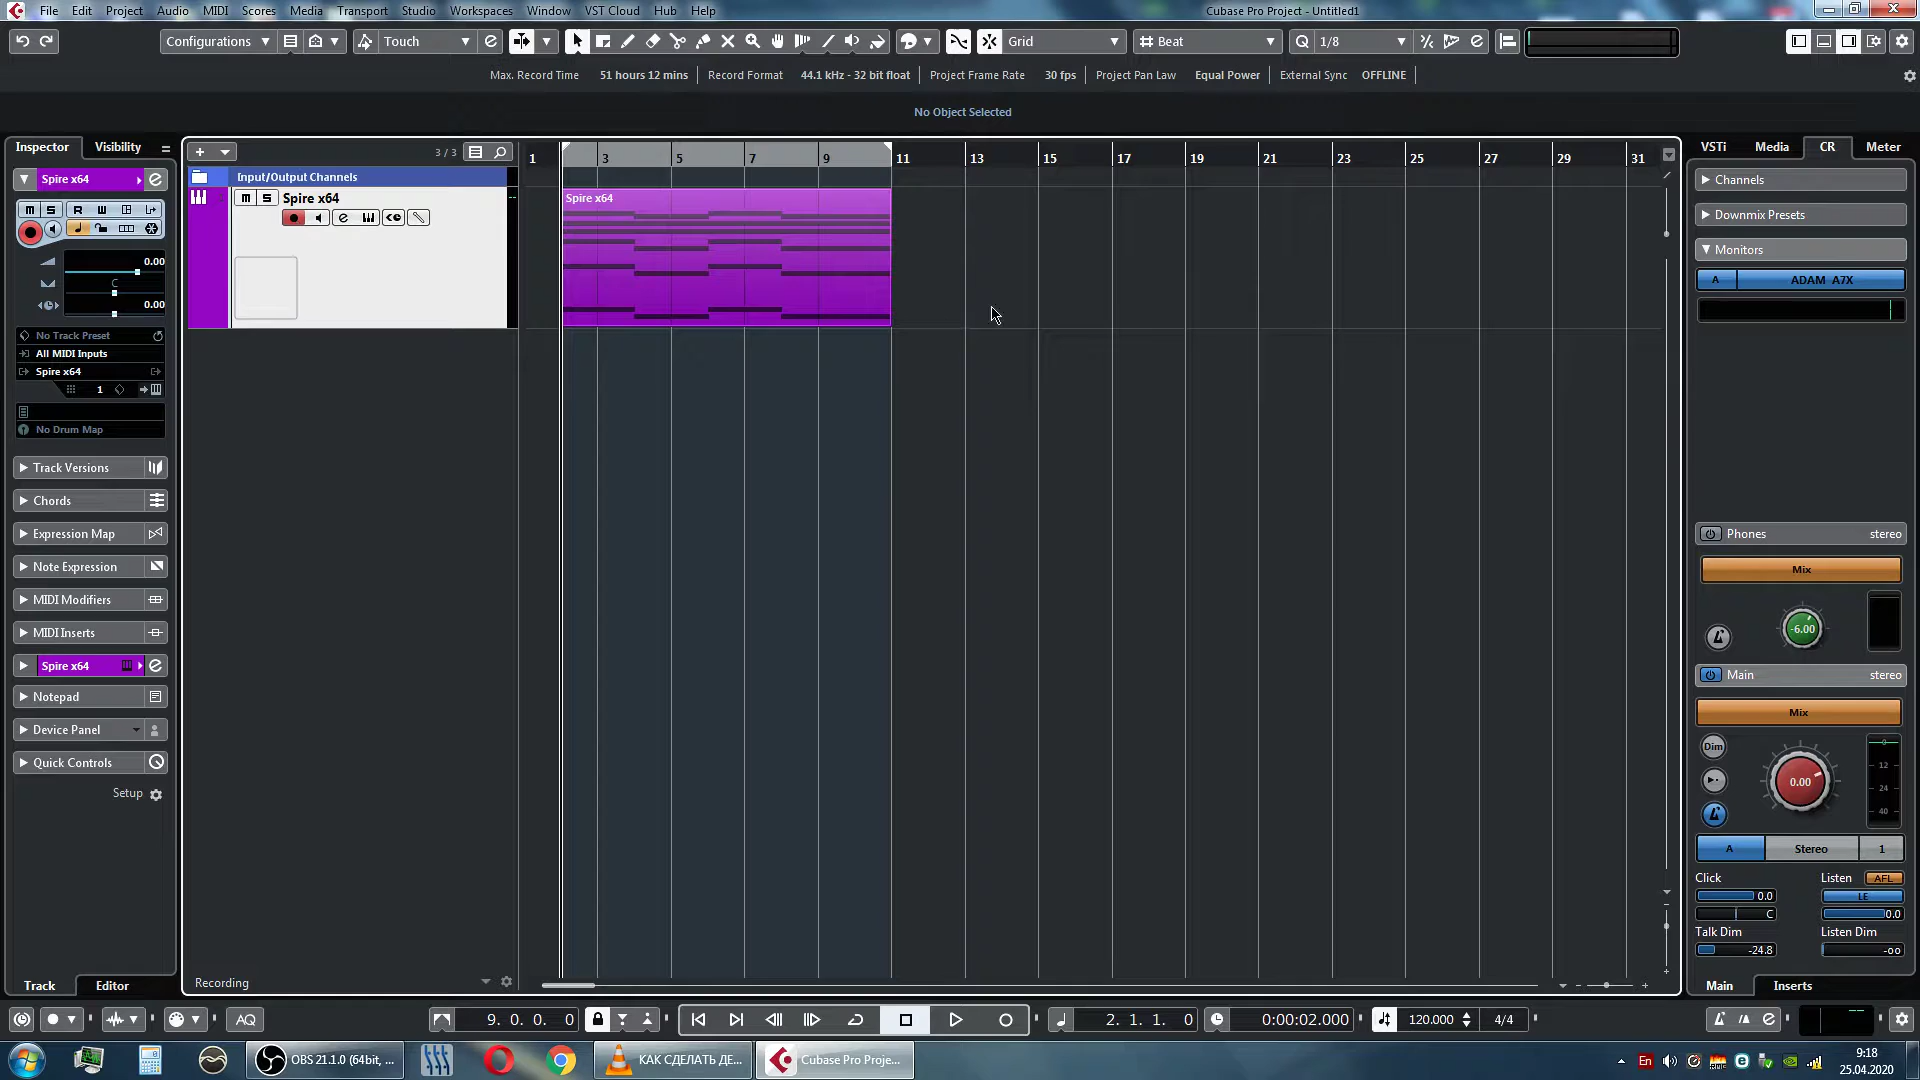 File Edit Project Audio MIDI Scores Media Transport Studio Workspaces Window VST Cloud Hub Help
Cubase Pro Project - Untitled1
Configurations Touch Grid Beat 1/8
Max. Record Time 51 hours 12 mins Record Format 44.1 kHz - 32 bit float Project Frame Rate 30 fps Project Pan Law Equal Power External Sync OFFLINE
No Object Selected
Inspector Visibility
3 / 3
1 3 5 7 9 11 13 15 17 19 21 23 25 27 29 31
VSTi Media CR Meter
Spire x64
M S R W
0.00
C
0.00
No Track Preset
All MIDI Inputs
Spire x64
1
No Drum Map
Track Versions
Chords
Expression Map
Note Expression
MIDI Modifiers
MIDI Inserts
Spire x64
Notepad
Device Panel
Quick Controls
Setup
Track Editor
Input/Output Channels
M S Spire x64
Spire x64
Recording
Channels
Downmix Presets
Monitors
A ADAM A7X
Phones stereo
Mix
-6.00
Main stereo
Mix
Dim
0.00
0
12
24
40
A Stereo 1
Click Listen AFL
0.0 LE
C 0.0
Talk Dim Listen Dim
-24.8 -oo
Main Inserts
AQ 9. 0. 0. 0 2. 1. 1. 0 0:00:02.000 120.000 4/4
OBS 21.1.0 (64bit, ...
КАК СДЕЛАТЬ ДЕ...
Cubase Pro Proje...
En
9:18
25.04.2020